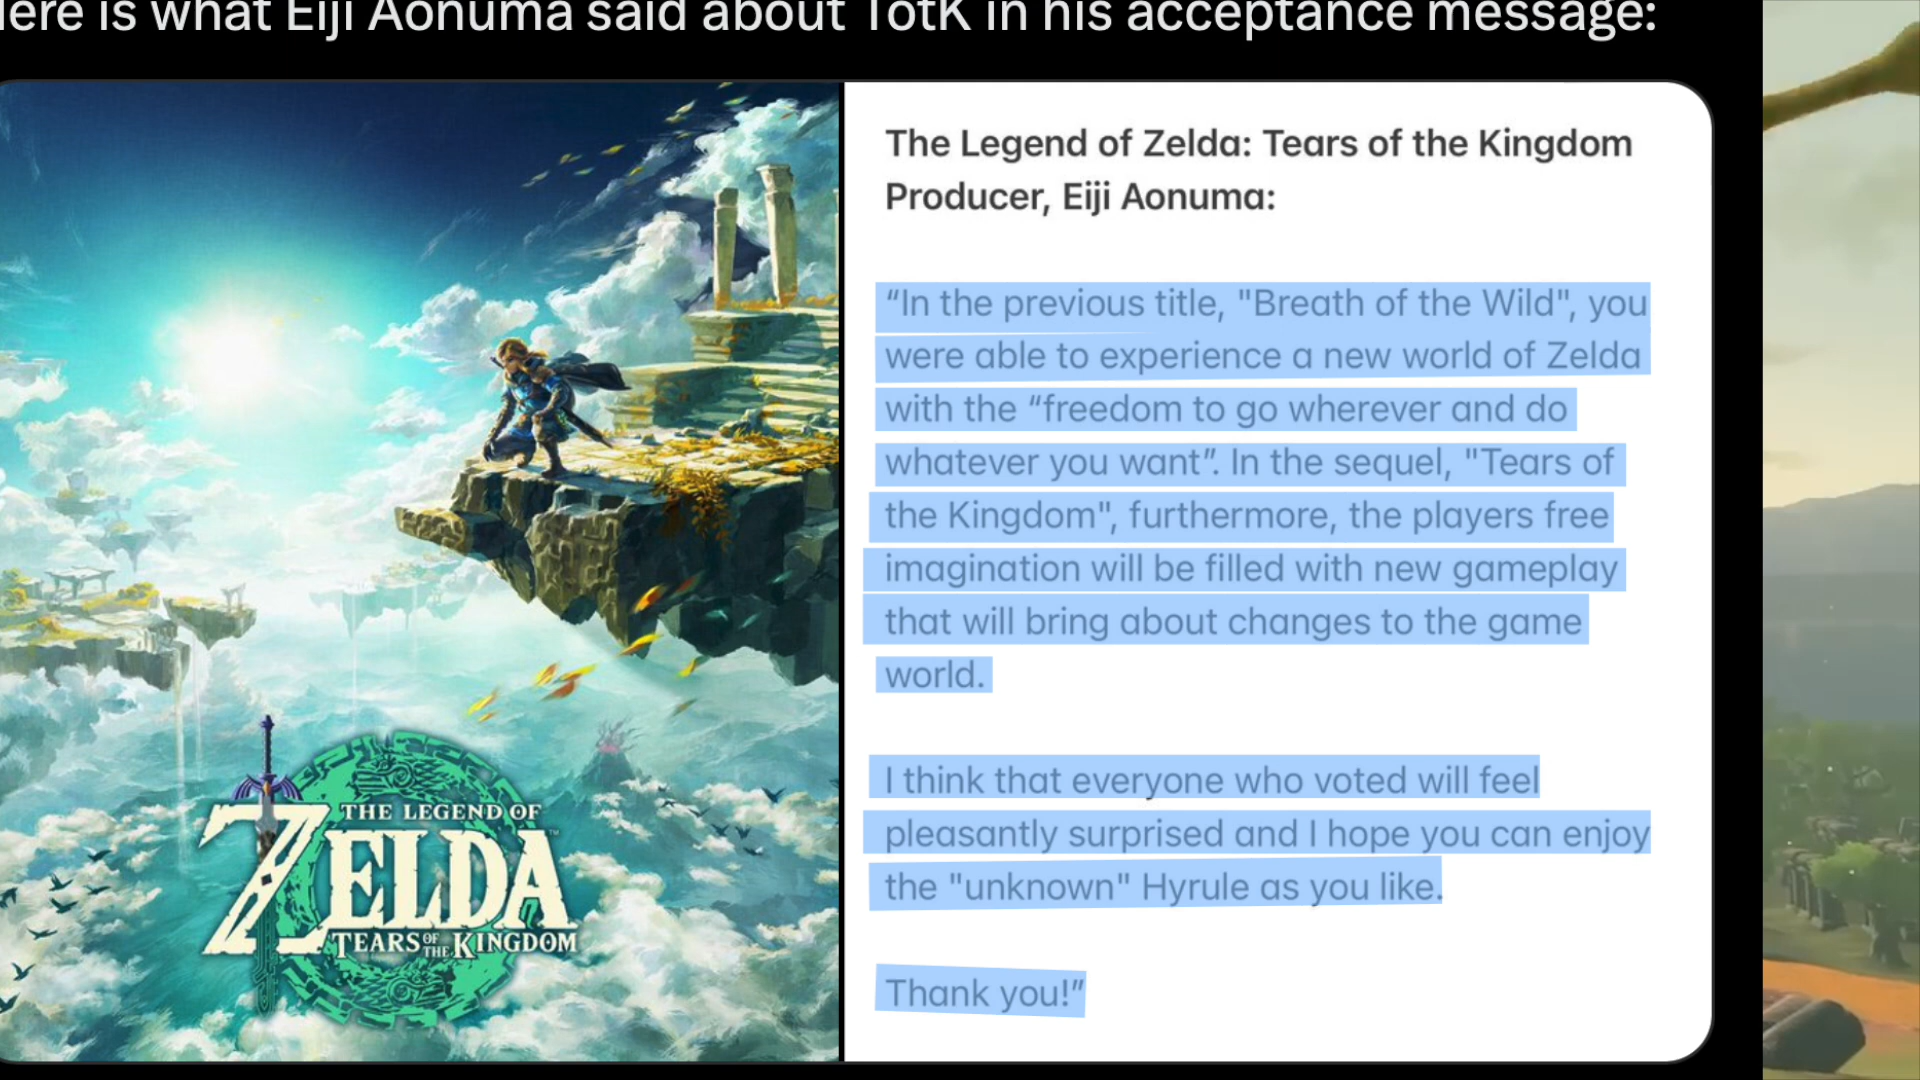 ere is what Eiji Aonuma said about TotK in his acceptance message:
The Legend of Zelda: Tears of the Kingdom
Producer, Eiji Aonuma:
“In the previous title, "Breath of the Wild", you
were able to experience a new world of Zelda
with the “freedom to go wherever and do
whatever you want”. In the sequel, "Tears of
the Kingdom", furthermore, the players free
imagination will be filled with new gameplay
that will bring about changes to the game
world.
I think that everyone who voted will feel
pleasantly surprised and I hope you can enjoy
the "unknown" Hyrule as you like.
Thank you!”
THE LEGEND OF
ZELDA™
TEARS OF THE KINGDOM